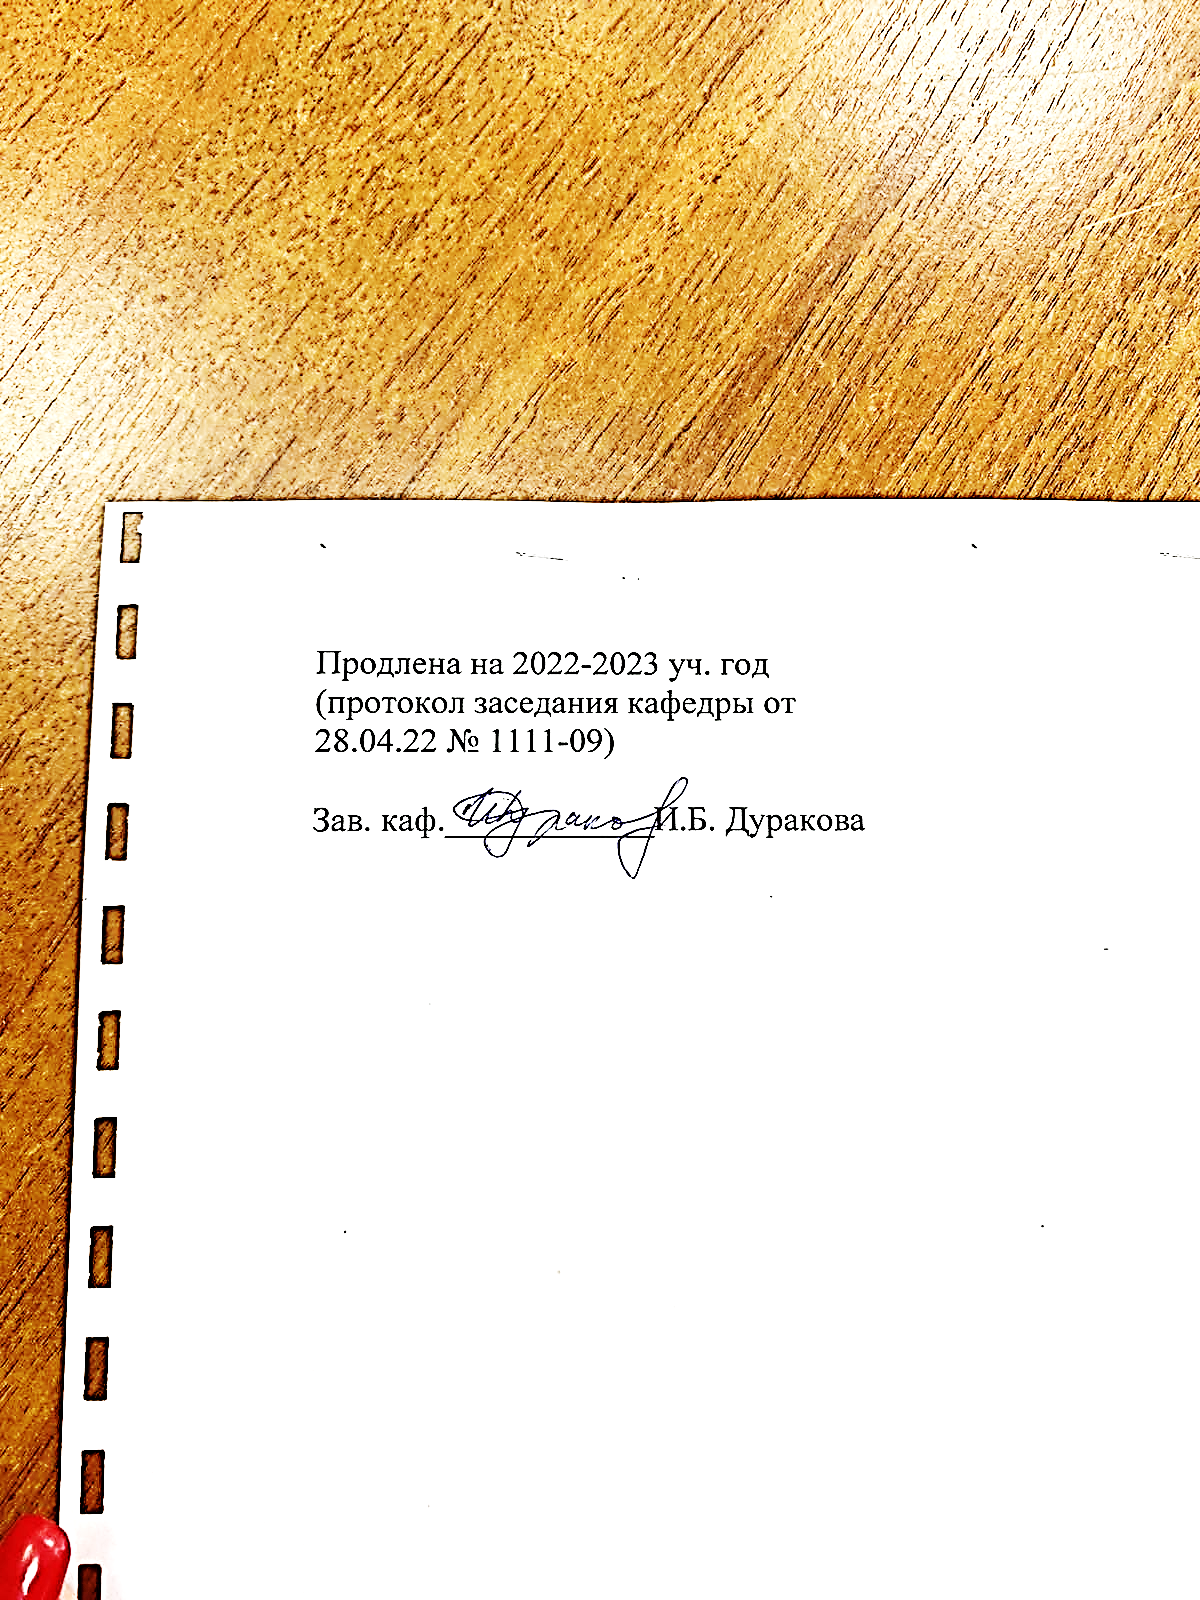 Продлена на 2022-2023 уч. год
(протокол заседания кафедры от
28.04.22 № 1111-09)
Зав. каф. И.Б. Дуракова